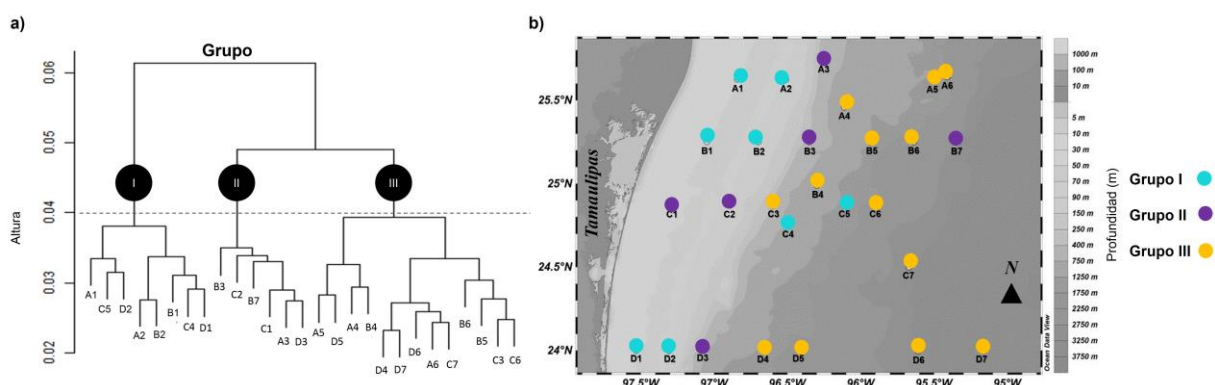 a)
Grupo
Altura
0.06
0.05
0.04
0.03
0.02
I
II
III
A1
C5
D2
A2
B2
B1
C4
D1
B3
C2
B7
C1
A3
D3
A5
D5
A4
B4
D4
D7
D6
A6
C7
B6
B5
C3
C6
b)
25.5°N
25°N
24.5°N
24°N
97.5°W
97°W
96.5°W
96°W
95.5°W
95°W
Tamaulipas
A1
A2
A3
A4
A5
A6
B1
B2
B3
B4
B5
B6
B7
C1
C2
C3
C4
C5
C6
C7
D1
D2
D3
D4
D5
D6
D7
N
Ocean Data View
1000 m
100 m
10 m
5 m
10 m
30 m
50 m
70 m
90 m
150 m
250 m
400 m
750 m
1250 m
1750 m
2250 m
2750 m
3250 m
3750 m
Profundidad (m)
Grupo I
Grupo II
Grupo III